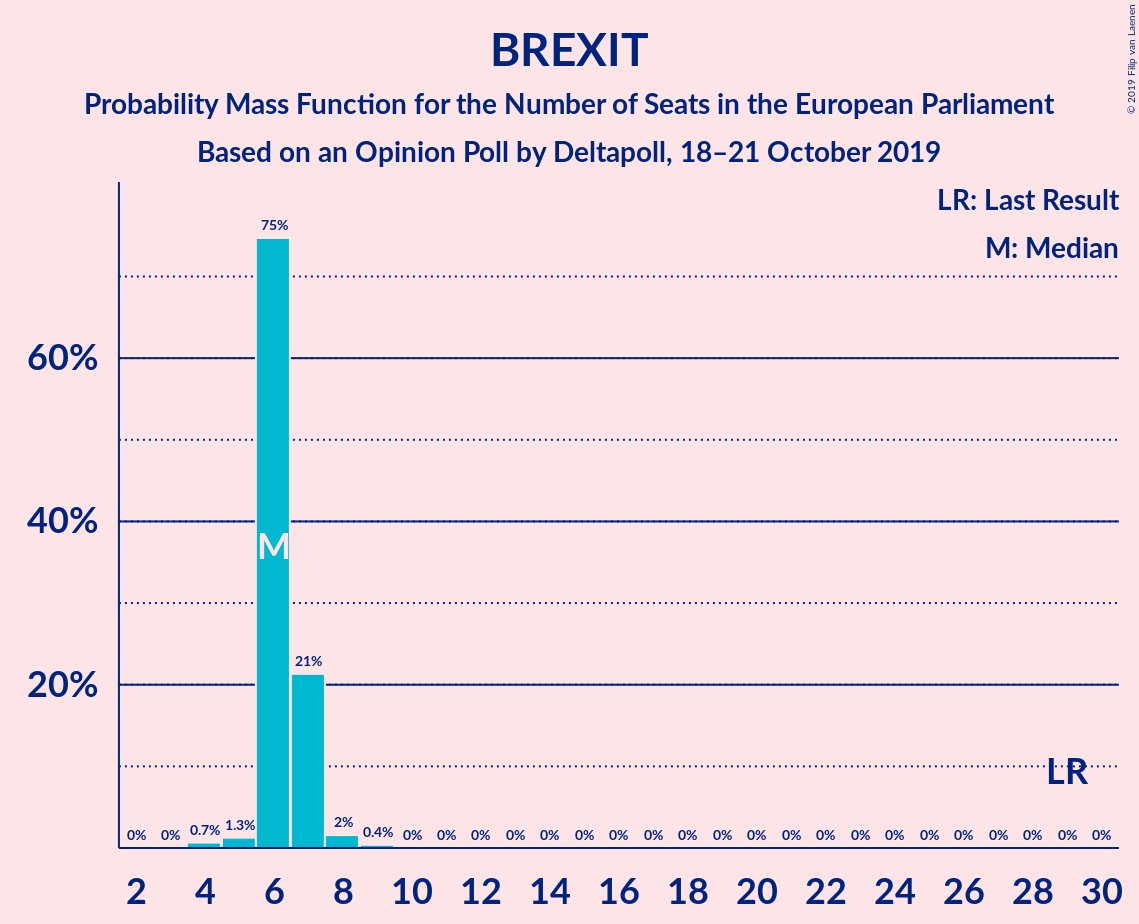 BREXIT
Probability Mass Function for the Number of Seats in the European Parliament
Based on an Opinion Poll by Deltapoll, 18–21 October 2019
© 2019 Filip van Laenen
LR: Last Result
M: Median
60%
40%
20%
0% 0% 0.7% 1.3% 75% 21% 2% 0.4% 0% 0% 0% 0% 0% 0% 0% 0% 0% 0% 0% 0% 0% 0% 0% 0% 0% 0% 0% 0% 0%
M
LR
2 4 6 8 10 12 14 16 18 20 22 24 26 28 30